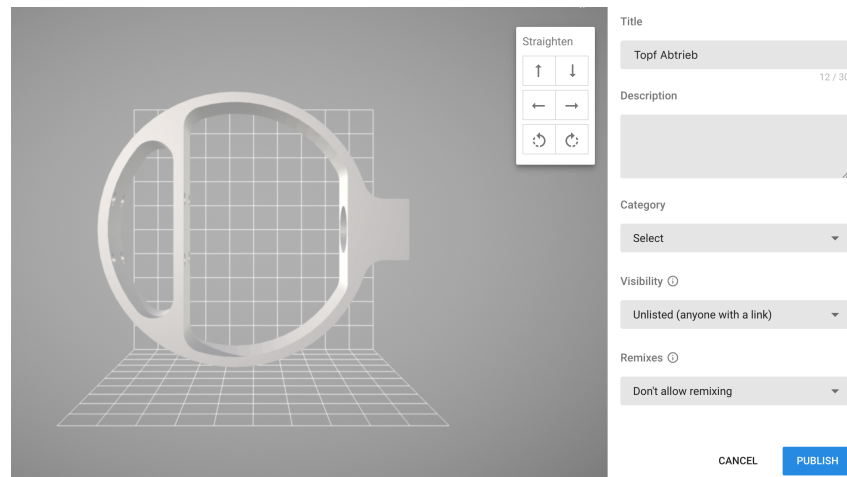 Straighten
Title
Topf Abtrieb
12 / 30
Description
Category
Select
Visibility
Unlisted (anyone with a link)
Remixes
Don't allow remixing
CANCEL
PUBLISH